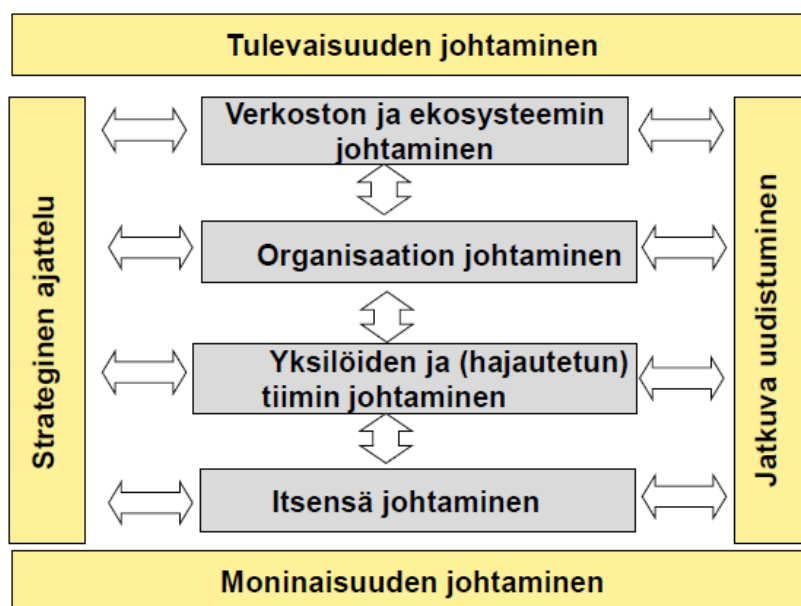 Tulevaisuuden johtaminen
Strateginen ajattelu
Verkoston ja ekosysteemin
johtaminen
Organisaation johtaminen
Yksilöiden ja (hajautetun)
tiimin johtaminen
Itsensä johtaminen
Jatkuva uudistuminen
Moninaisuuden johtaminen